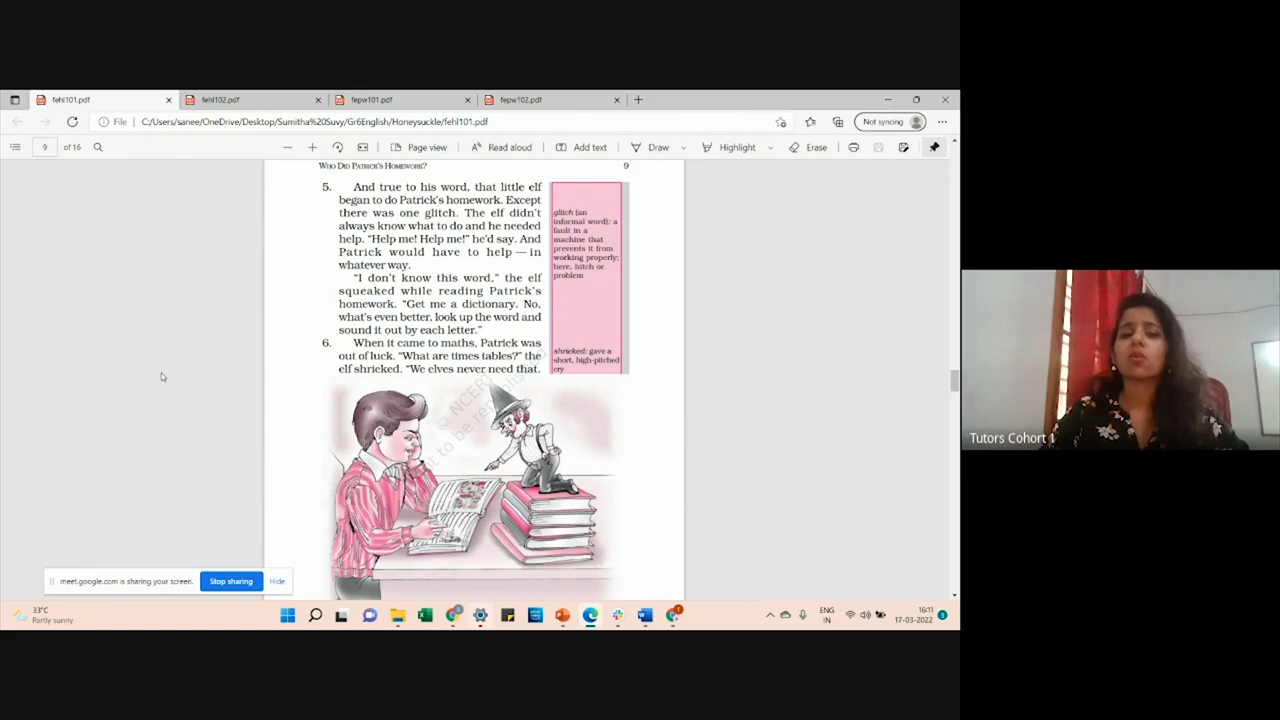 fehl101.pdf
fehl102.pdf
fepw101.pdf
fepw102.pdf
File
C:/Users/sanee/OneDrive/Desktop/Sumitha%20Suvy/Gr6English/Honeysuckle/fehl101.pdf
Not syncing
9 of 16
Page view
Read aloud
Add text
Draw
Highlight
Erase
WHO DID PATRICK'S HOMEWORK?
9
5. And true to his word, that little elf
began to do Patrick's homework. Except
there was one glitch. The elf didn't
always know what to do and he needed
help. “Help me! Help me!” he'd say. And
Patrick would have to help — in
whatever way.
“I don't know this word,” the elf
squeaked while reading Patrick's
homework. “Get me a dictionary. No,
what's even better, look up the word and
sound it out by each letter.”
6. When it came to maths, Patrick was
out of luck. “What are times tables?” the
elf shrieked. “We elves never need that.
glitch (an
informal word): a
fault in a
machine that
prevents it from
working properly;
here, hitch or
problem
shrieked: gave a
short, high-pitched
cry
© NCERT
to be
Tutors Cohort 1
meet.google.com is sharing your screen.
Stop sharing
Hide
33°C
Partly sunny
ENG
IN
16:11
17-03-2022
3